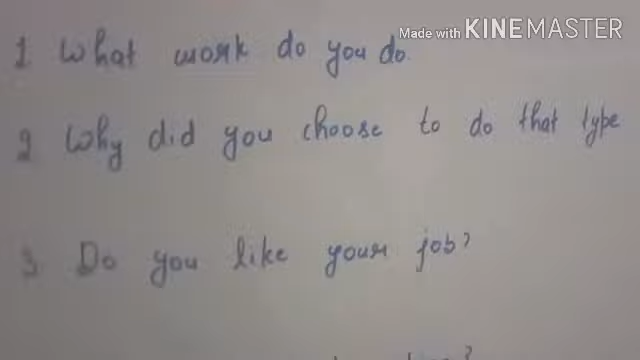 Made with KINEMASTER
1 What work do you do.
2 Why did you choose to do that type
3 Do you like your job?